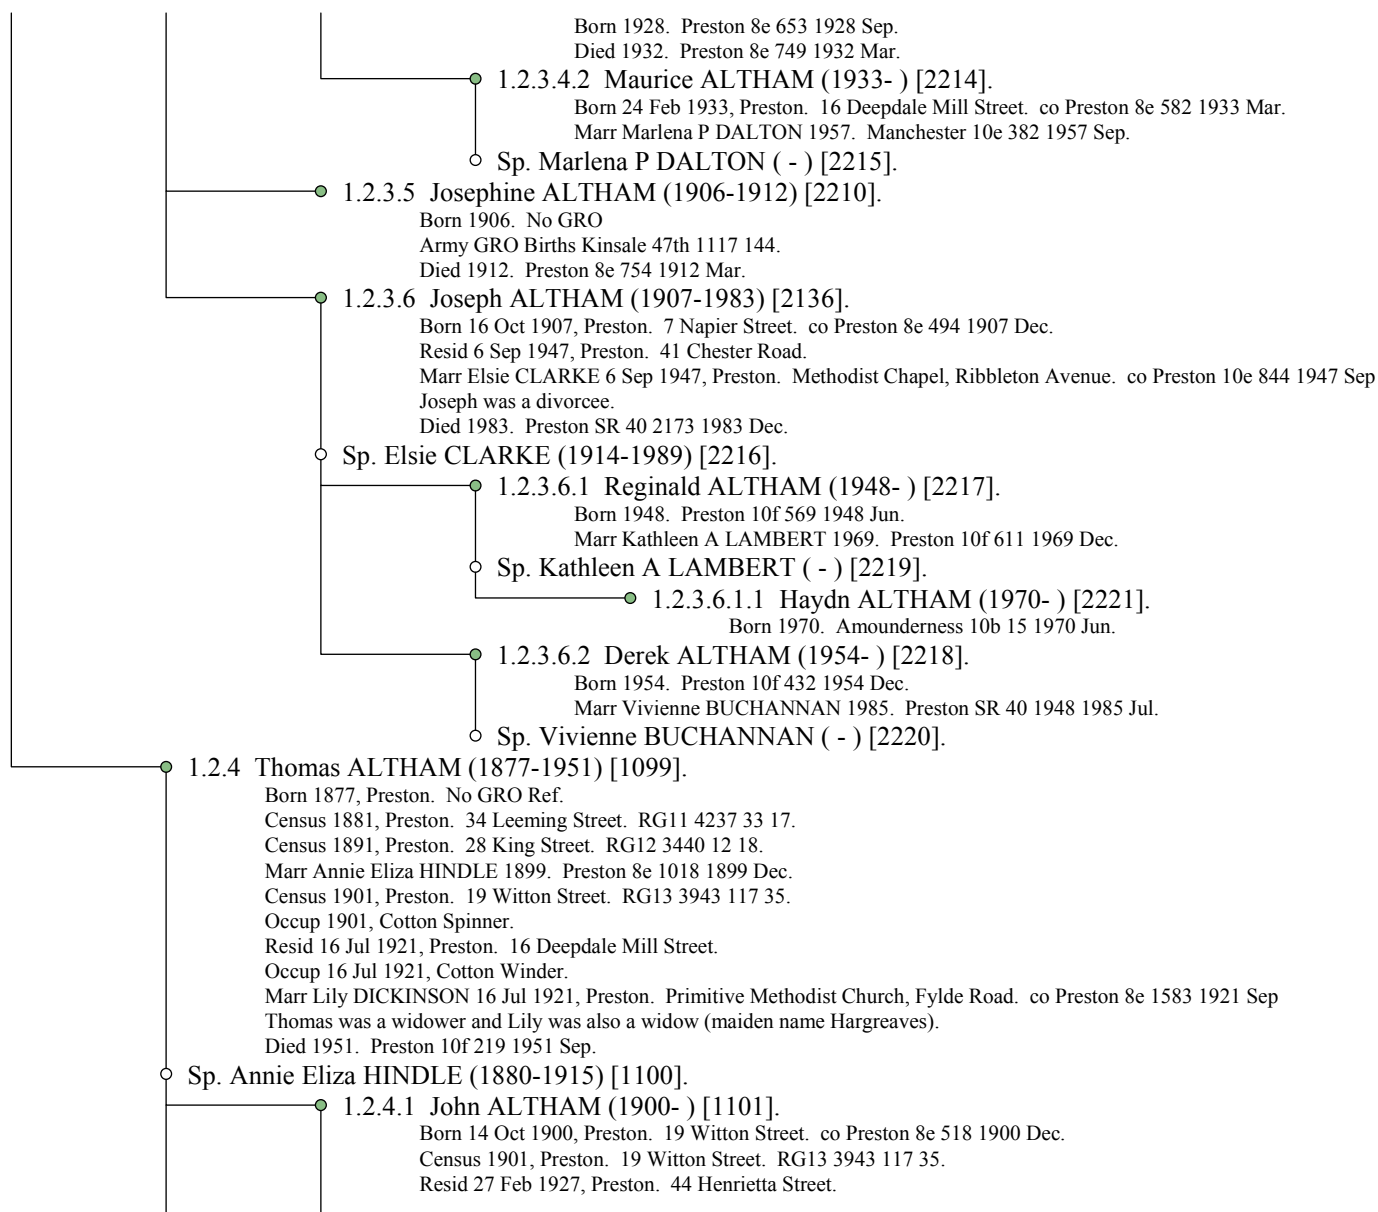 Born 1928. Preston 8e 653 1928 Sep.
Died 1932. Preston 8e 749 1932 Mar.
1.2.3.4.2 Maurice ALTHAM (1933- ) [2214].
Born 24 Feb 1933, Preston. 16 Deepdale Mill Street. co Preston 8e 582 1933 Mar.
Marr Marlena P DALTON 1957. Manchester 10e 382 1957 Sep.
Sp. Marlena P DALTON ( - ) [2215].
1.2.3.5 Josephine ALTHAM (1906-1912) [2210].
Born 1906. No GRO
Army GRO Births Kinsale 47th 1117 144.
Died 1912. Preston 8e 754 1912 Mar.
1.2.3.6 Joseph ALTHAM (1907-1983) [2136].
Born 16 Oct 1907, Preston. 7 Napier Street. co Preston 8e 494 1907 Dec.
Resid 6 Sep 1947, Preston. 41 Chester Road.
Marr Elsie CLARKE 6 Sep 1947, Preston. Methodist Chapel, Ribbleton Avenue. co Preston 10e 844 1947 Sep
Joseph was a divorcee.
Died 1983. Preston SR 40 2173 1983 Dec.
Sp. Elsie CLARKE (1914-1989) [2216].
1.2.3.6.1 Reginald ALTHAM (1948- ) [2217].
Born 1948. Preston 10f 569 1948 Jun.
Marr Kathleen A LAMBERT 1969. Preston 10f 611 1969 Dec.
Sp. Kathleen A LAMBERT ( - ) [2219].
1.2.3.6.1.1 Haydn ALTHAM (1970- ) [2221].
Born 1970. Amounderness 10b 15 1970 Jun.
1.2.3.6.2 Derek ALTHAM (1954- ) [2218].
Born 1954. Preston 10f 432 1954 Dec.
Marr Vivienne BUCHANNAN 1985. Preston SR 40 1948 1985 Jul.
Sp. Vivienne BUCHANNAN ( - ) [2220].
1.2.4 Thomas ALTHAM (1877-1951) [1099].
Born 1877, Preston. No GRO Ref.
Census 1881, Preston. 34 Leeming Street. RG11 4237 33 17.
Census 1891, Preston. 28 King Street. RG12 3440 12 18.
Marr Annie Eliza HINDLE 1899. Preston 8e 1018 1899 Dec.
Census 1901, Preston. 19 Witton Street. RG13 3943 117 35.
Occup 1901, Cotton Spinner.
Resid 16 Jul 1921, Preston. 16 Deepdale Mill Street.
Occup 16 Jul 1921, Cotton Winder.
Marr Lily DICKINSON 16 Jul 1921, Preston. Primitive Methodist Church, Fylde Road. co Preston 8e 1583 1921 Sep
Thomas was a widower and Lily was also a widow (maiden name Hargreaves).
Died 1951. Preston 10f 219 1951 Sep.
Sp. Annie Eliza HINDLE (1880-1915) [1100].
1.2.4.1 John ALTHAM (1900- ) [1101].
Born 14 Oct 1900, Preston. 19 Witton Street. co Preston 8e 518 1900 Dec.
Census 1901, Preston. 19 Witton Street. RG13 3943 117 35.
Resid 27 Feb 1927, Preston. 44 Henrietta Street.